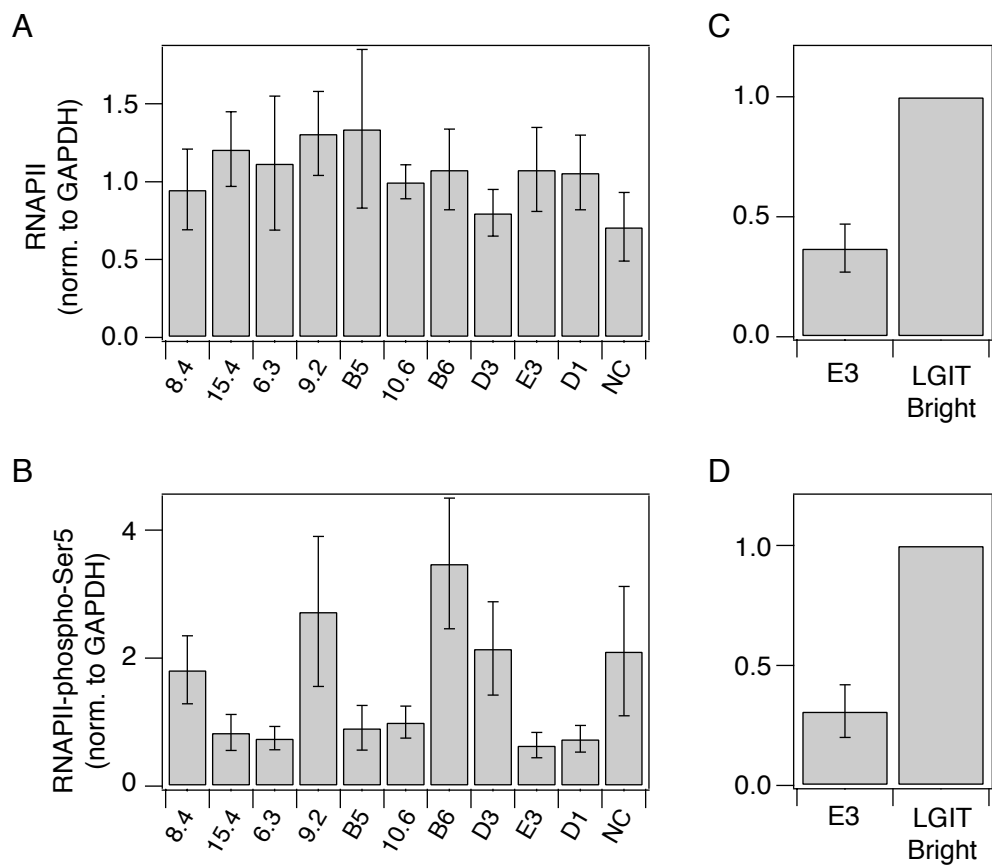 A
RNAPII
(norm. to GAPDH)
1.5
1.0
0.5
0.0
8.4
15.4
6.3
9.2
B5
10.6
B6
D3
E3
D1
NC
C
1.0
0.5
0.0
E3
LGIT
Bright
B
RNAPII-phospho-Ser5
(norm. to GAPDH)
4
2
0
8.4
15.4
6.3
9.2
B5
10.6
B6
D3
E3
D1
NC
D
1.0
0.5
0.0
E3
LGIT
Bright